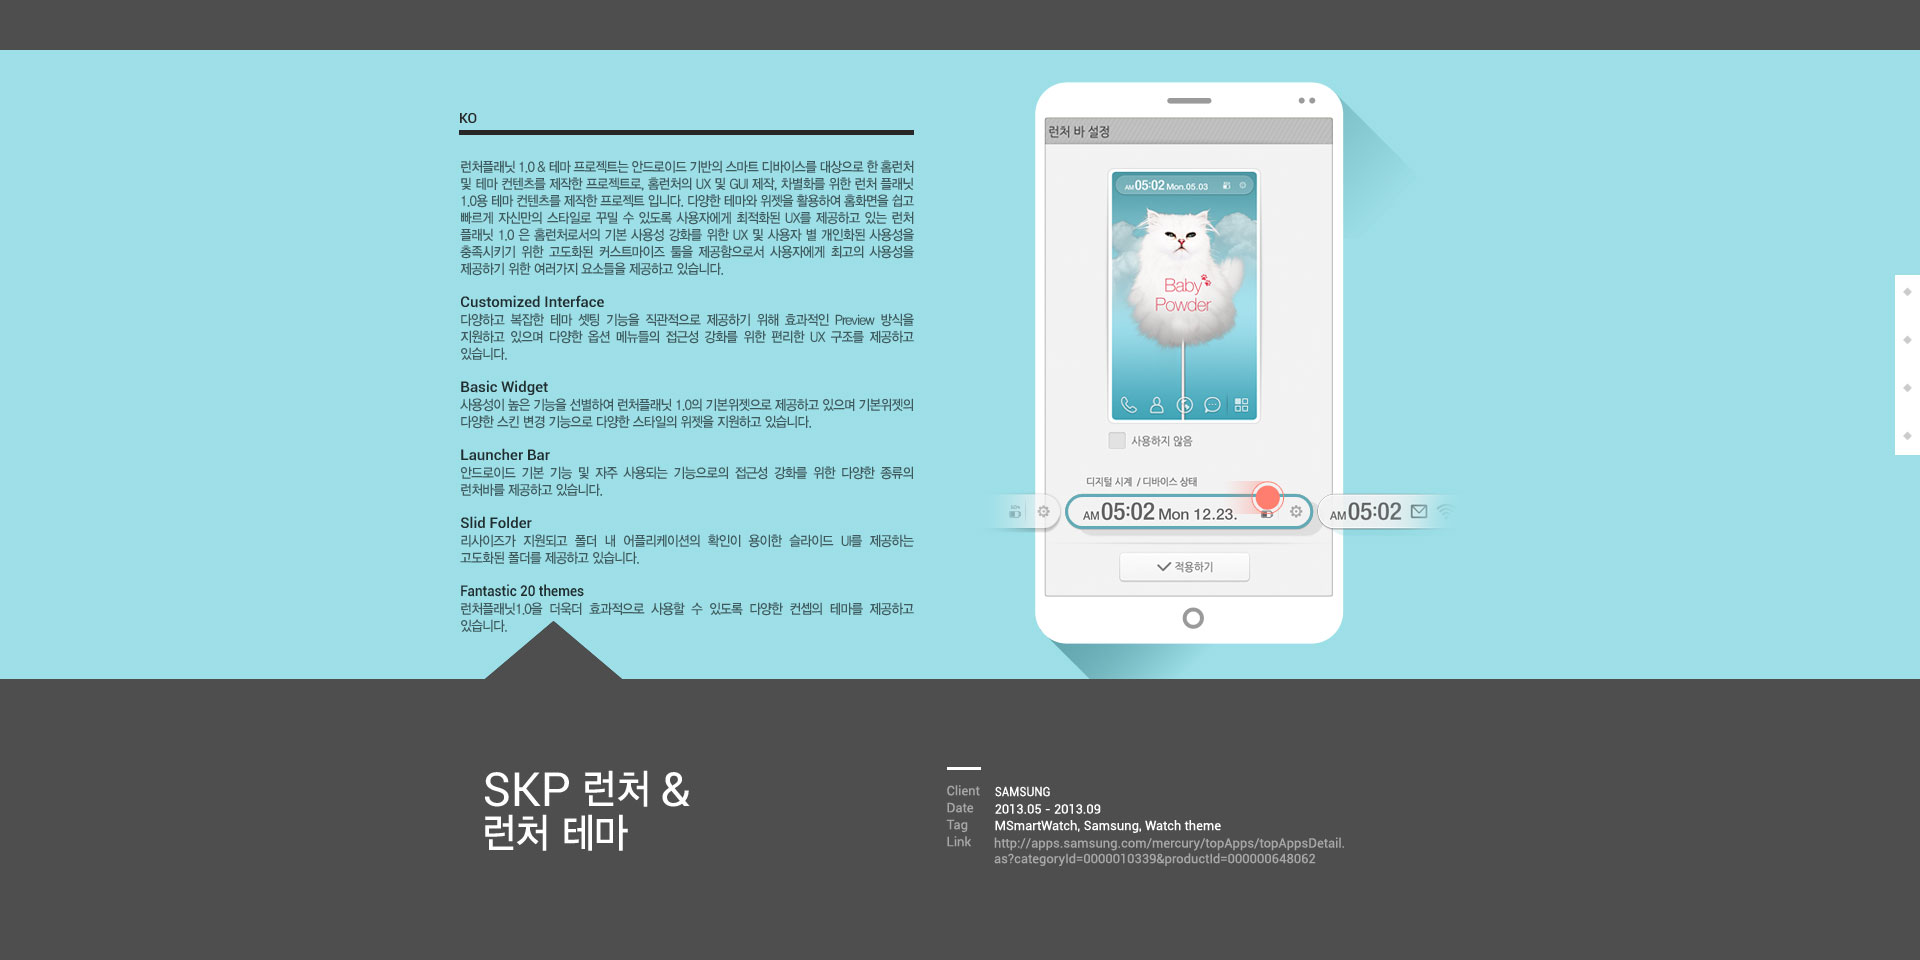 KO
런처플래닛 1.0 & 테마 프로젝트는 안드로이드 기반의 스마트 디바이스를 대상으로 한 홈런처
및 테마 컨텐츠를 제작한 프로젝트로, 홈런처의 UX 및 GUI 제작, 차별화를 위한 런처 플래닛
1.0용 테마 컨텐츠를 제작한 프로젝트 입니다. 다양한 테마와 위젯을 활용하여 홈화면을 쉽고
빠르게 자신만의 스타일로 꾸밀 수 있도록 사용자에게 최적화된 UX를 제공하고 있는 런처
플래닛 1.0 은 홈런처로서의 기본 사용성 강화를 위한 UX 및 사용자 별 개인화된 사용성을
충족시키기 위한 고도화된 커스트마이즈 툴을 제공함으로서 사용자에게 최고의 사용성을
제공하기 위한 여러가지 요소들을 제공하고 있습니다.
Customized Interface
다양하고 복잡한 테마 셋팅 기능을 직관적으로 제공하기 위해 효과적인 Preview 방식을
지원하고 있으며 다양한 옵션 메뉴들의 접근성 강화를 위한 편리한 UX 구조를 제공하고
있습니다.
Basic Widget
사용성이 높은 기능을 선별하여 런처플래닛 1.0의 기본위젯으로 제공하고 있으며 기본위젯의
다양한 스킨 변경 기능으로 다양한 스타일의 위젯을 지원하고 있습니다.
Launcher Bar
안드로이드 기본 기능 및 자주 사용되는 기능으로의 접근성 강화를 위한 다양한 종류의
런처바를 제공하고 있습니다.
Slid Folder
리사이즈가 지원되고 폴더 내 어플리케이션의 확인이 용이한 슬라이드 UI를 제공하는
고도화된 폴더를 제공하고 있습니다.
Fantastic 20 themes
런처플래닛1.0을 더욱더 효과적으로 사용할 수 있도록 다양한 컨셉의 테마를 제공하고
있습니다.
런처 바 설정
AM 05:02 Mon.05.03
Baby
Powder
사용하지 않음
디지털 시계 / 디바이스 상태
AM 05:02 Mon 12.23.
AM 05:02
적용하기
SKP 런처 &
런처 테마
Client SAMSUNG
Date 2013.05 - 2013.09
Tag MSmartWatch, Samsung, Watch theme
Link http://apps.samsung.com/mercury/topApps/topAppsDetail.
as?categoryId=0000010339&productId=000000648062